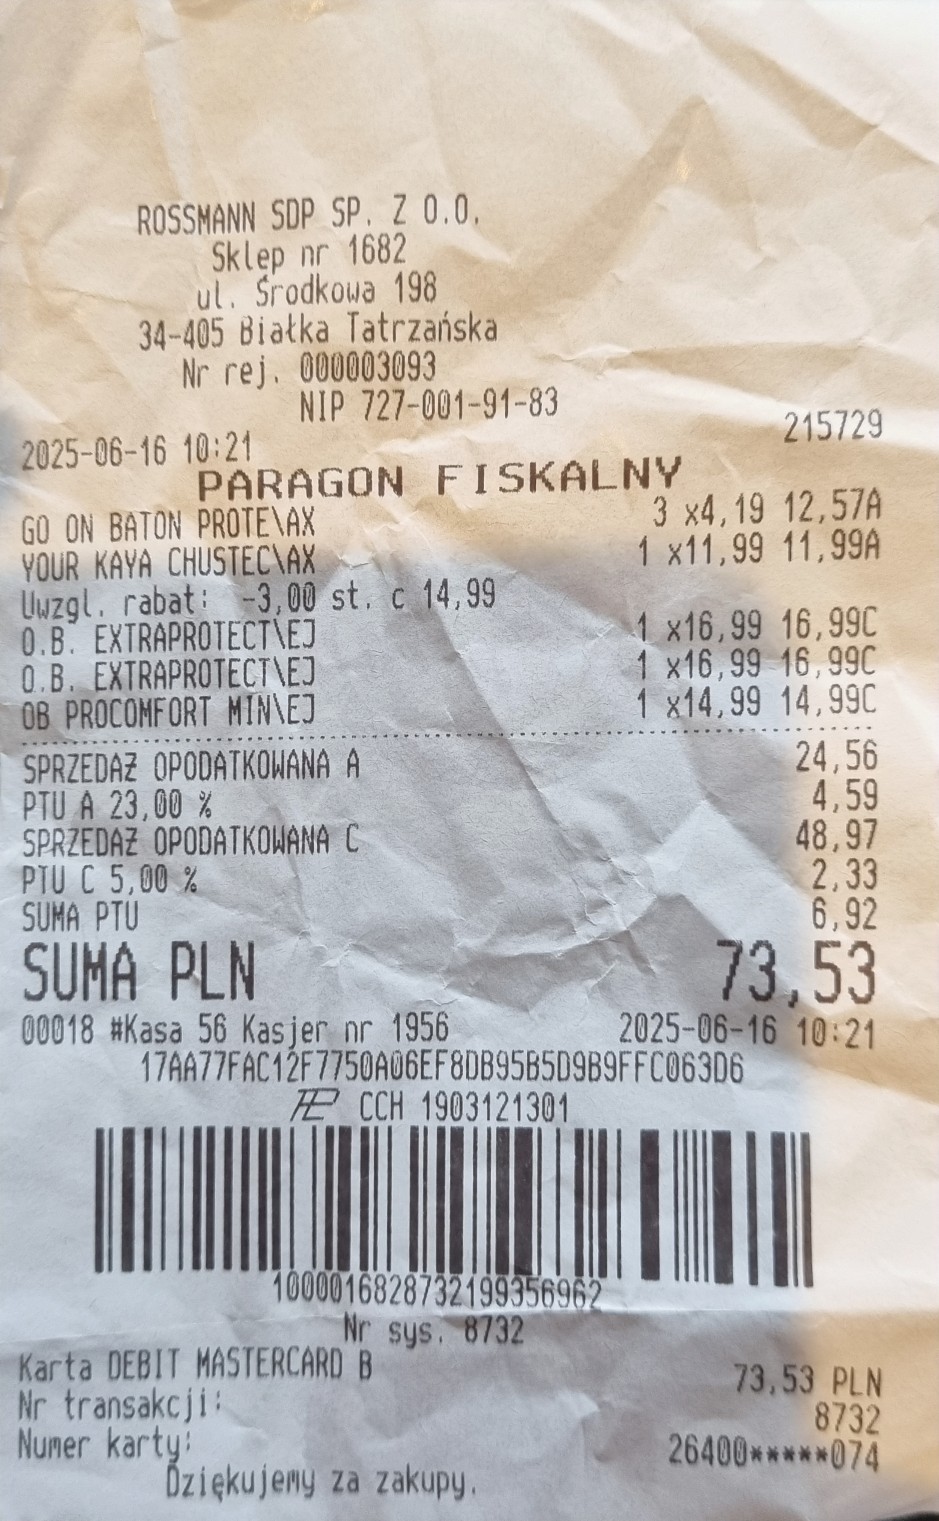 ROSSMANN SDP SP. Z O.O.
Sklep nr 1682
ul. Środkowa 198
34-405 Białka Tatrzańska
Nr rej. 000003093
NIP 727-001-91-83
2025-06-16 10:21 215729
PARAGON FISKALNY
GO ON BATON PROTE\AX 3 x4,19 12,57A
YOUR KAYA CHUSTEC\AX 1 x11,99 11,99A
Uwzgl. rabat: -3,00 st. c 14,99
O.B. EXTRAPROTECT\EJ 1 x16,99 16,99C
O.B. EXTRAPROTECT\EJ 1 x16,99 16,99C
OB PROCOMFORT MIN\EJ 1 x14,99 14,99C
SPRZEDAŻ OPODATKOWANA A 24,56
PTU A 23,00 % 4,59
SPRZEDAŻ OPODATKOWANA C 48,97
PTU C 5,00 % 2,33
SUMA PTU 6,92
SUMA PLN 73,53
00018 #Kasa 56 Kasjer nr 1956 2025-06-16 10:21
17AA77FAC12F7750A06EF8DB95B5D9B9FFC063D6
CCH 1903121301
1000016828732199356962
Nr sys. 8732
Karta DEBIT MASTERCARD B 73,53 PLN
Nr transakcji: 8732
Numer karty: 26400*****074
Dziękujemy za zakupy.